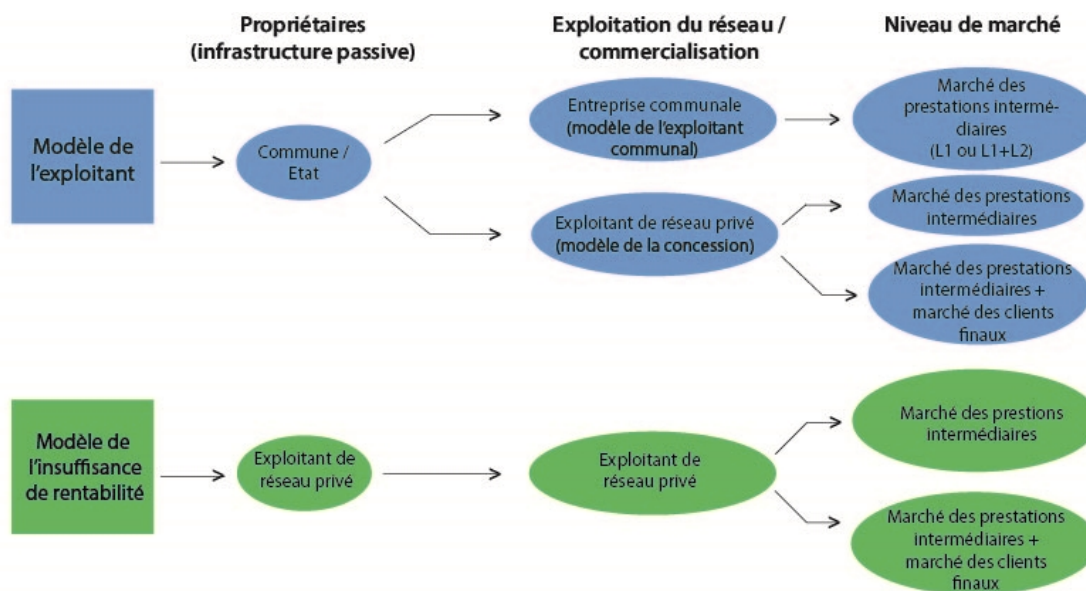 Propriétaires
(infrastructure passive)
Exploitation du réseau /
commercialisation
Niveau de marché
Modèle de
l'exploitant
Commune /
Etat
Entreprise communale
(modèle de l'exploitant
communal)
Marché des
prestations intermé-
diaires
(L1 ou L1+L2)
Exploitant de réseau privé
(modèle de la concession)
Marché des prestations
intermédiaires
Marché des prestations
intermédiaires +
marché des clients
finaux
Modèle de
l'insuffisance
de rentabilité
Exploitant de
réseau privé
Exploitant de
réseau privé
Marché des prestions
intermédiaires
Marché des prestations
intermédiaires +
marché des clients
finaux